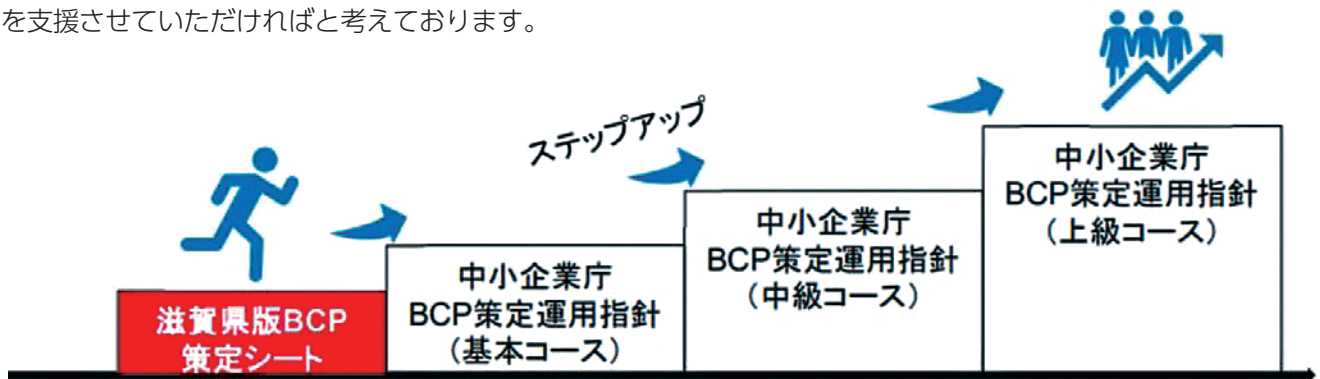 を支援させていただければと考えております。
ステップアップ
滋賀県版BCP
策定シート
中小企業庁
BCP策定運用指針
（基本コース）
中小企業庁
BCP策定運用指針
（中級コース）
中小企業庁
BCP策定運用指針
（上級コース）